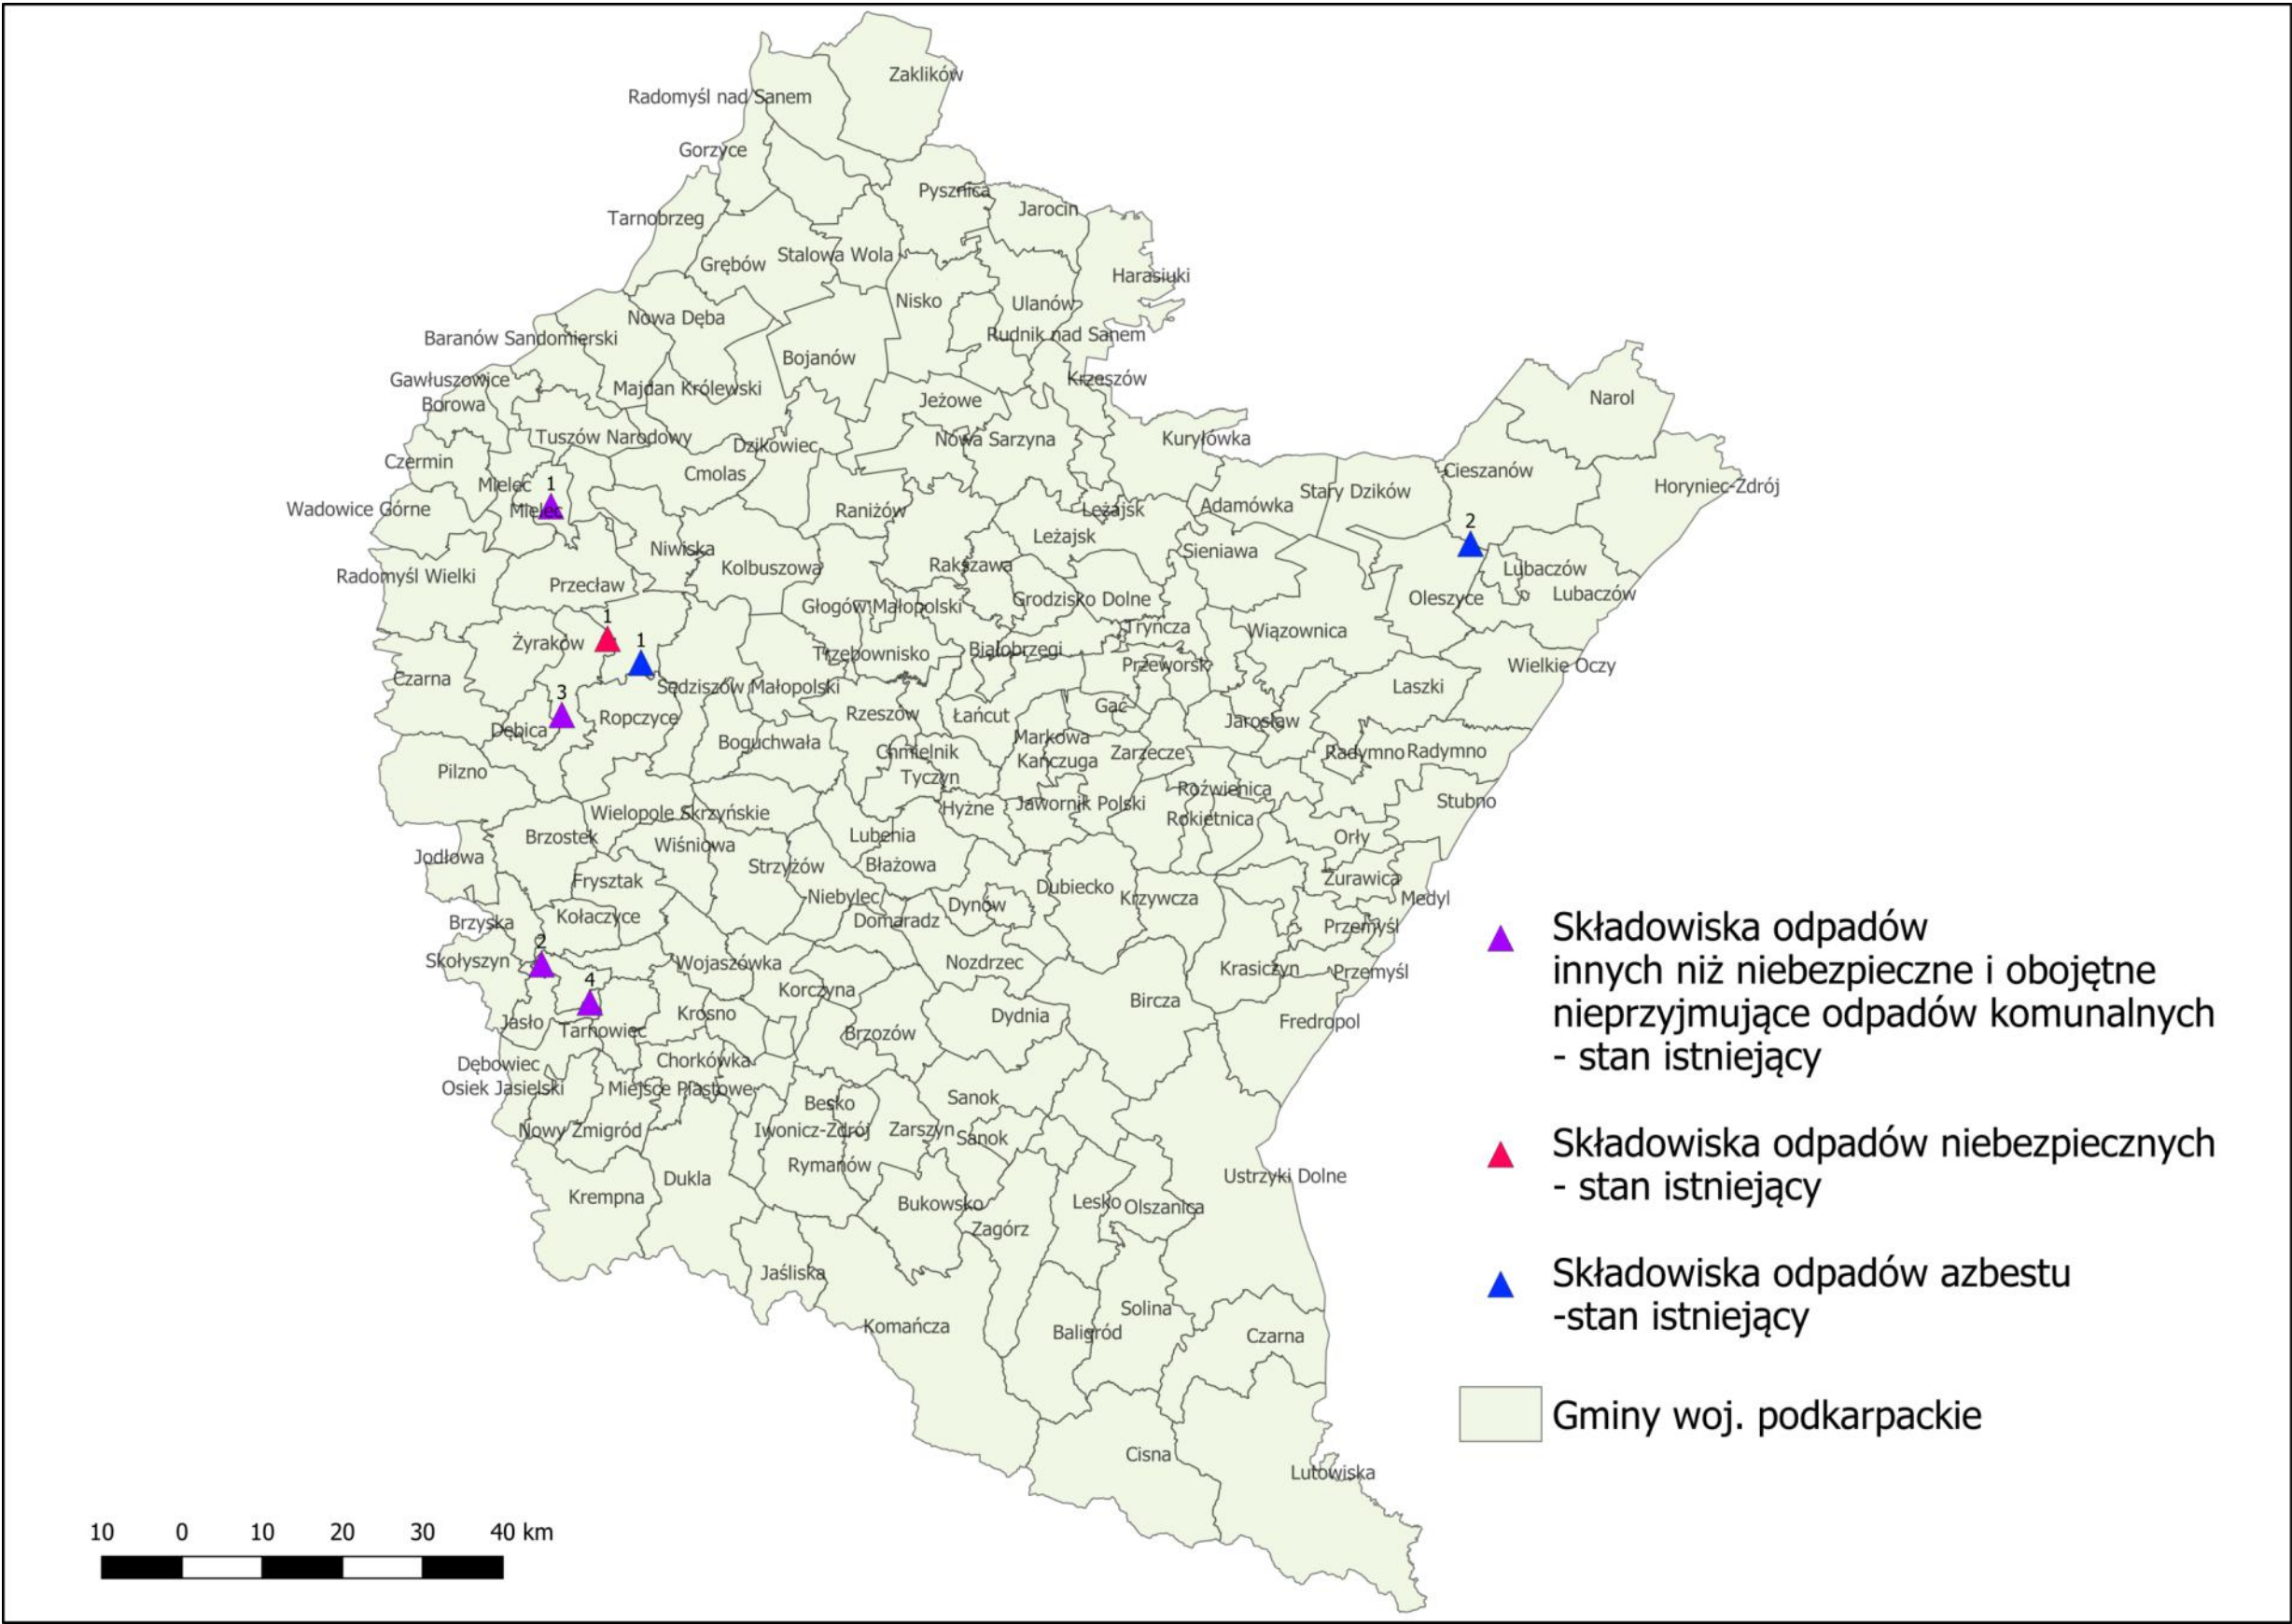 Zaklików
Radomyśl nad Sanem
Gorzyce
Pysznica
Jarocin
Tarnobrzeg
Stalowa Wola
Grębów
Harasiuki
Nisko
Ulanów
Nowa Dęba
Rudnik nad Sanem
Baranów Sandomierski
Bojanów
Gawłuszowice
Krzeszów
Majdan Królewski
Narol
Jeżowe
Borowa
Tuszów Narodowy
Nowa Sarzyna
Kuryłówka
Dzikowiec
Czermin
Cmolas
Cieszanów
Mielec
1
Stary Dzików
Horyniec-Zdrój
Wadowice Górne
Mielec
Raniżów
Leżajsk
Adamówka
2
Leżajsk
Niwiska
Sieniawa
Kolbuszowa
Rakszawa
Lubaczów
Radomyśl Wielki
Przecław
Lubaczów
Głogów Małopolski
Grodzisko Dolne
Oleszyce
1
Tryńcza
Wiązownica
Żyraków
1
Trzebownisko
Białobrzegi
Przeworsk
Wielkie Oczy
Czarna
Sędziszów Małopolski
Laszki
3
Ropczyce
Rzeszów
Łańcut
Gać
Jarosław
Dębica
Boguchwała
Markowa
Chmielnik
Kańczuga
Zarzecze
Radymno
Radymno
Pilzno
Tyczyn
Roźwienica
Hyżne
Jawornik Polski
Stubno
Wielopole Skrzyńskie
Rokietnica
Brzostek
Wiśniowa
Lubenia
Orły
Jodłowa
Strzyżów
Błażowa
Frysztak
Dubiecko
Żurawica
Niebylec
Krzywcza
Medyl
Dynów
Brzyska
Kołaczyce
Domaradz
Przemyśl
2
Skołyszyn
Wojaszówka
Nozdrzec
Krasiczyn
Przemyśl
4
Korczyna
Bircza
Jasło
Krosno
Dydnia
Fredropol
Tarnowiec
Brzozów
Dębowiec
Chorkówka
Osiek Jasielski
Miejsce Piastowe
Besko
Sanok
Nowy Żmigród
Iwonicz-Zdrój
Zarszyn
Sanok
Rymanów
Dukla
Ustrzyki Dolne
Krempna
Bukowsko
Lesko
Olszanica
Zagórz
Jaśliska
Solina
Komańcza
Baligród
Czarna
Cisna
Lutowiska
Składowiska odpadów
innych niż niebezpieczne i obojętne
nieprzyjmujące odpadów komunalnych
- stan istniejący
Składowiska odpadów niebezpiecznych
- stan istniejący
Składowiska odpadów azbestu
-stan istniejący
Gminy woj. podkarpackie
10 0 10 20 30 40 km